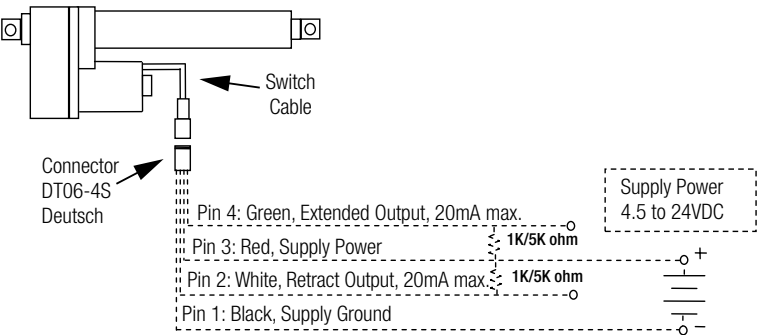 Switch
Cable
Connector
DT06-4S
Deutsch
Supply Power
4.5 to 24VDC
Pin 4: Green, Extended Output, 20mA max.
1K/5K ohm
Pin 3: Red, Supply Power
+
Pin 2: White, Retract Output, 20mA max.
1K/5K ohm
Pin 1: Black, Supply Ground
−